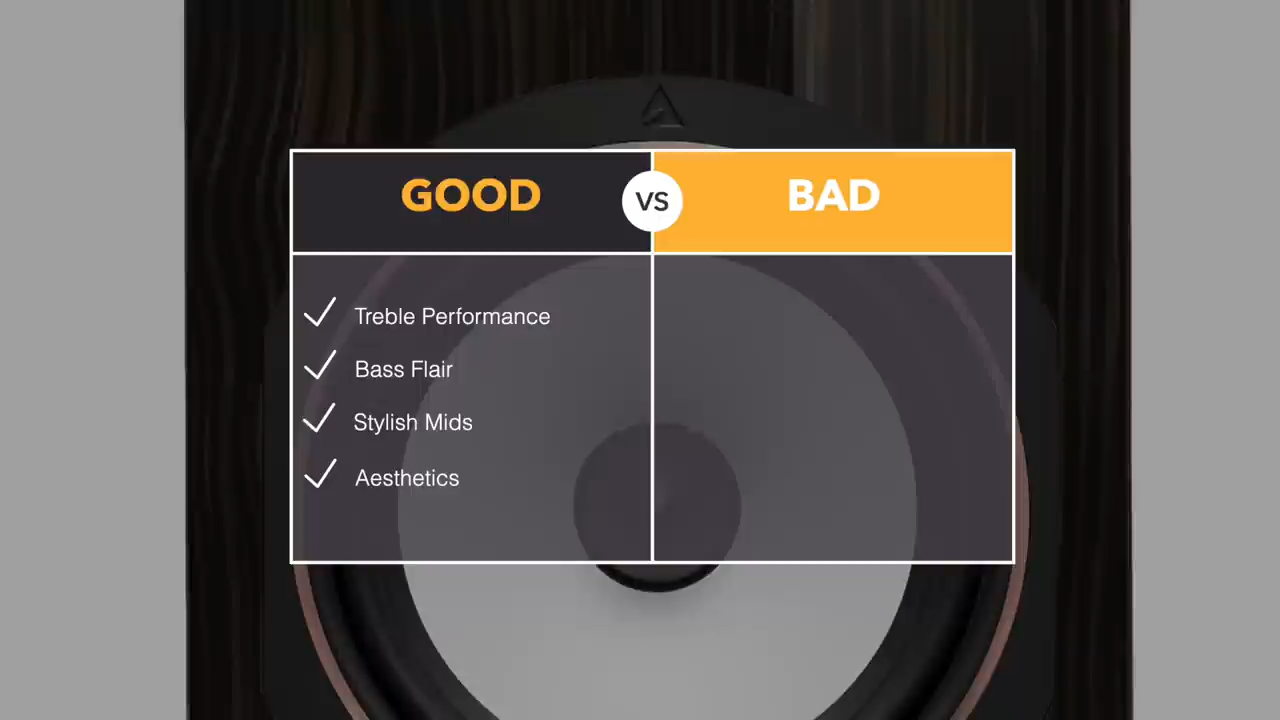 GOOD
VS
BAD
Treble Performance
Bass Flair
Stylish Mids
Aesthetics